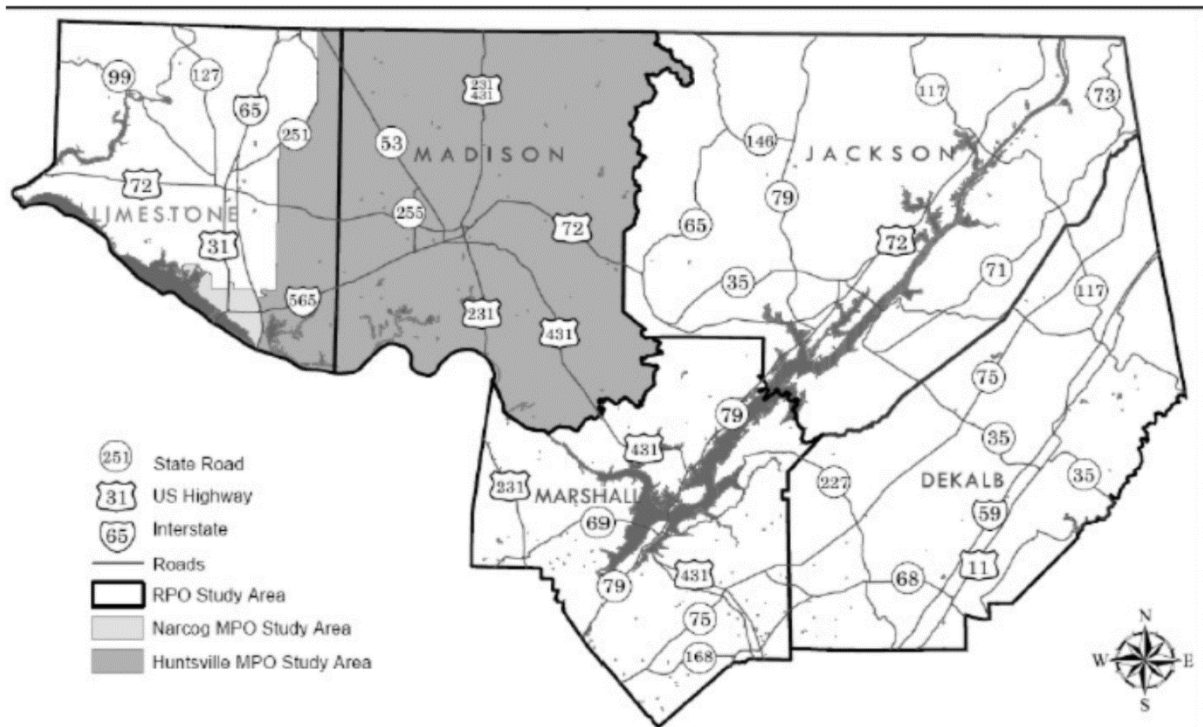 99
127
65
251
231
431
53
MADISON
117
73
146
JACKSON
79
72
LIMESTONE
255
72
65
72
31
35
71
117
565
231
431
75
79
35
431
231
MARSHALL
227
DEKALB
35
69
59
79
431
68
11
75
168
251 State Road
31 US Highway
65 Interstate
Roads
RPO Study Area
Narcog MPO Study Area
Huntsville MPO Study Area
N
W E
S